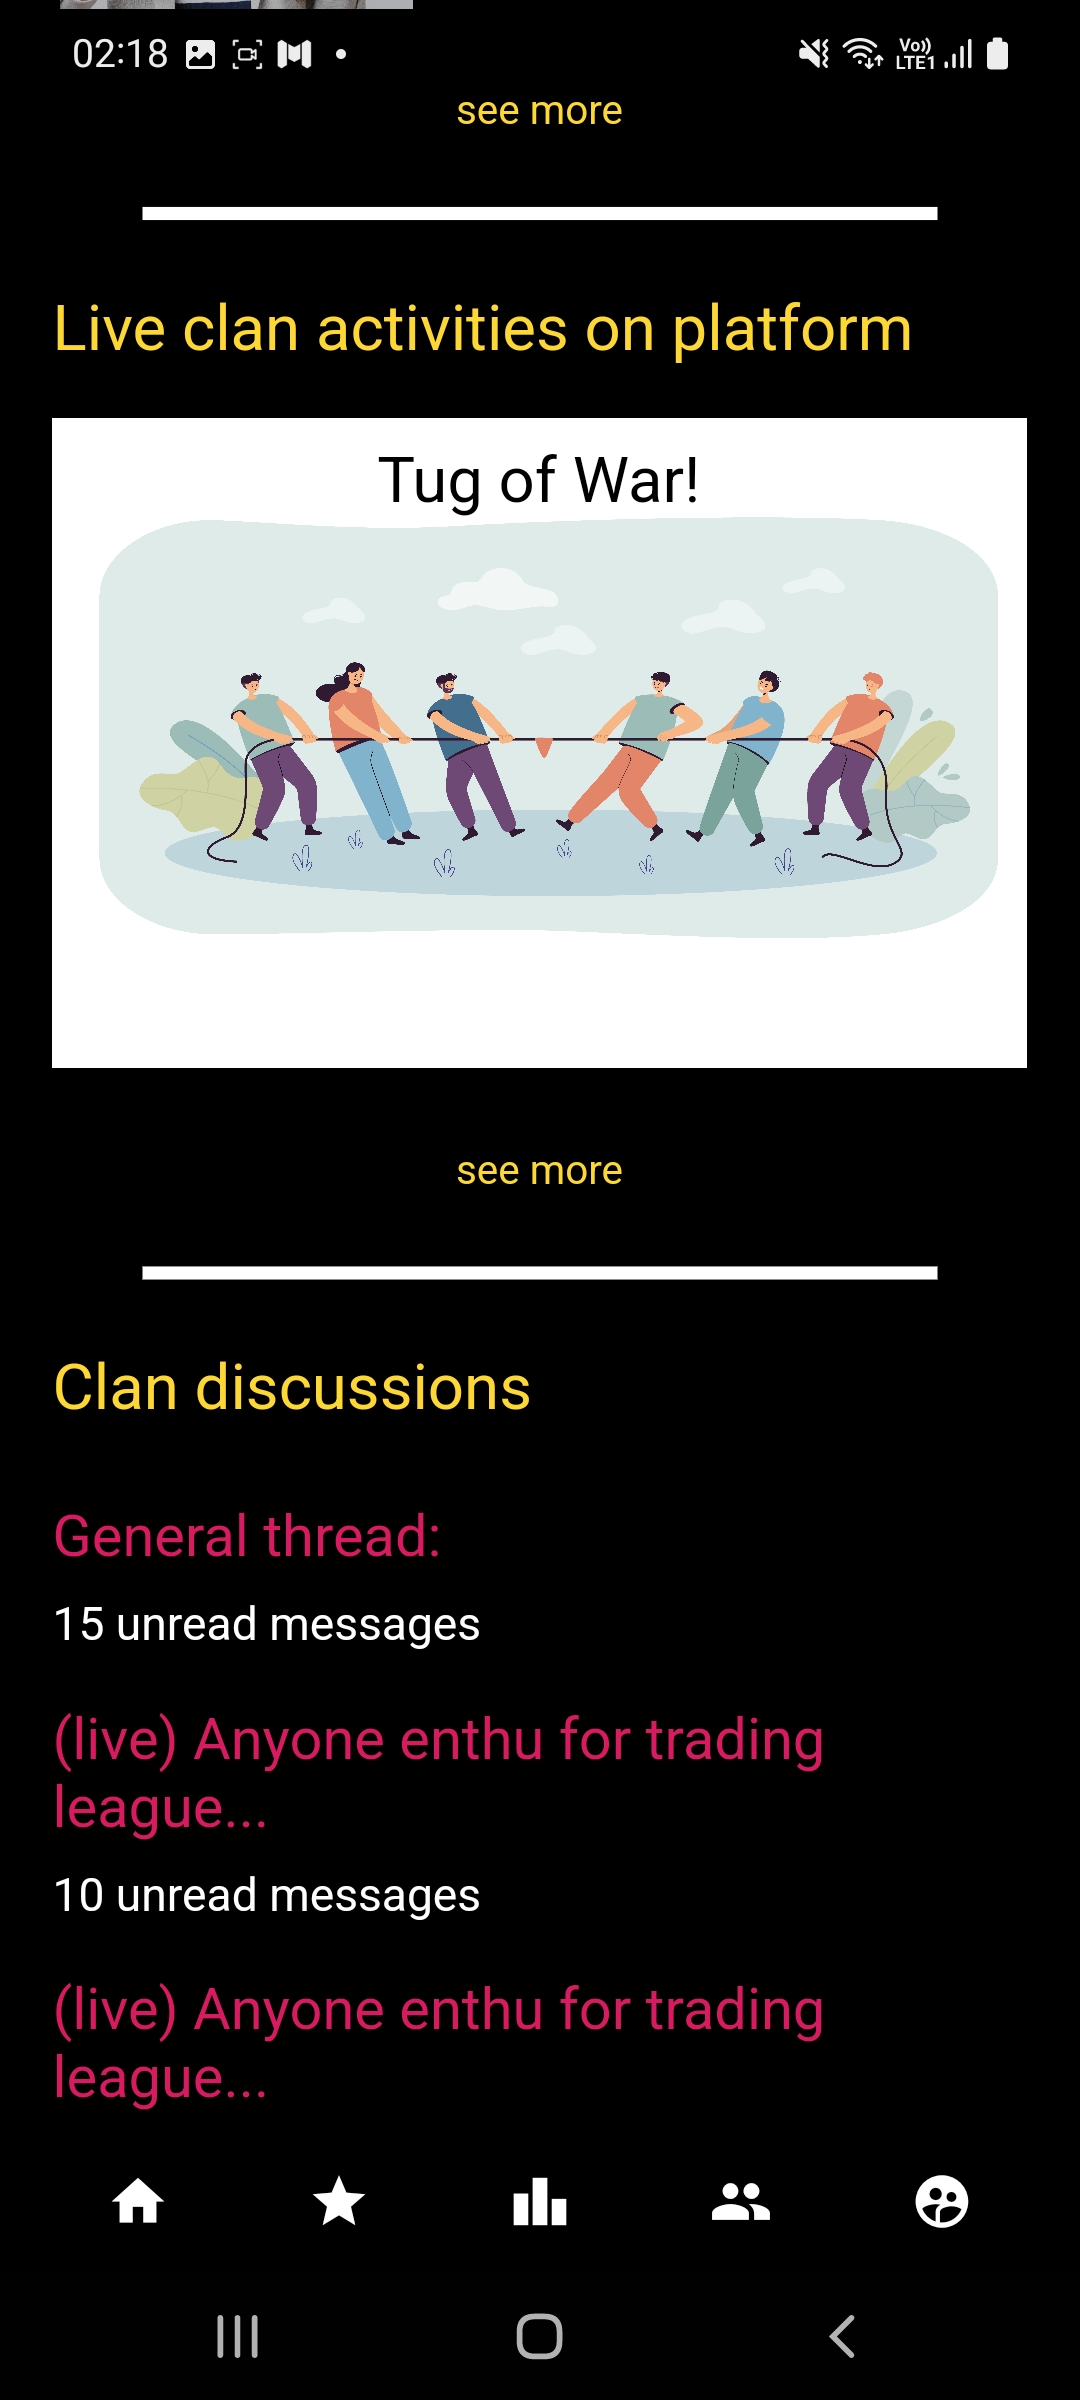 02:18
Vo))
LTE1
see more
Live clan activities on platform
Tug of War!
see more
Clan discussions
General thread:
15 unread messages
(live) Anyone enthu for trading
league...
10 unread messages
(live) Anyone enthu for trading
league...